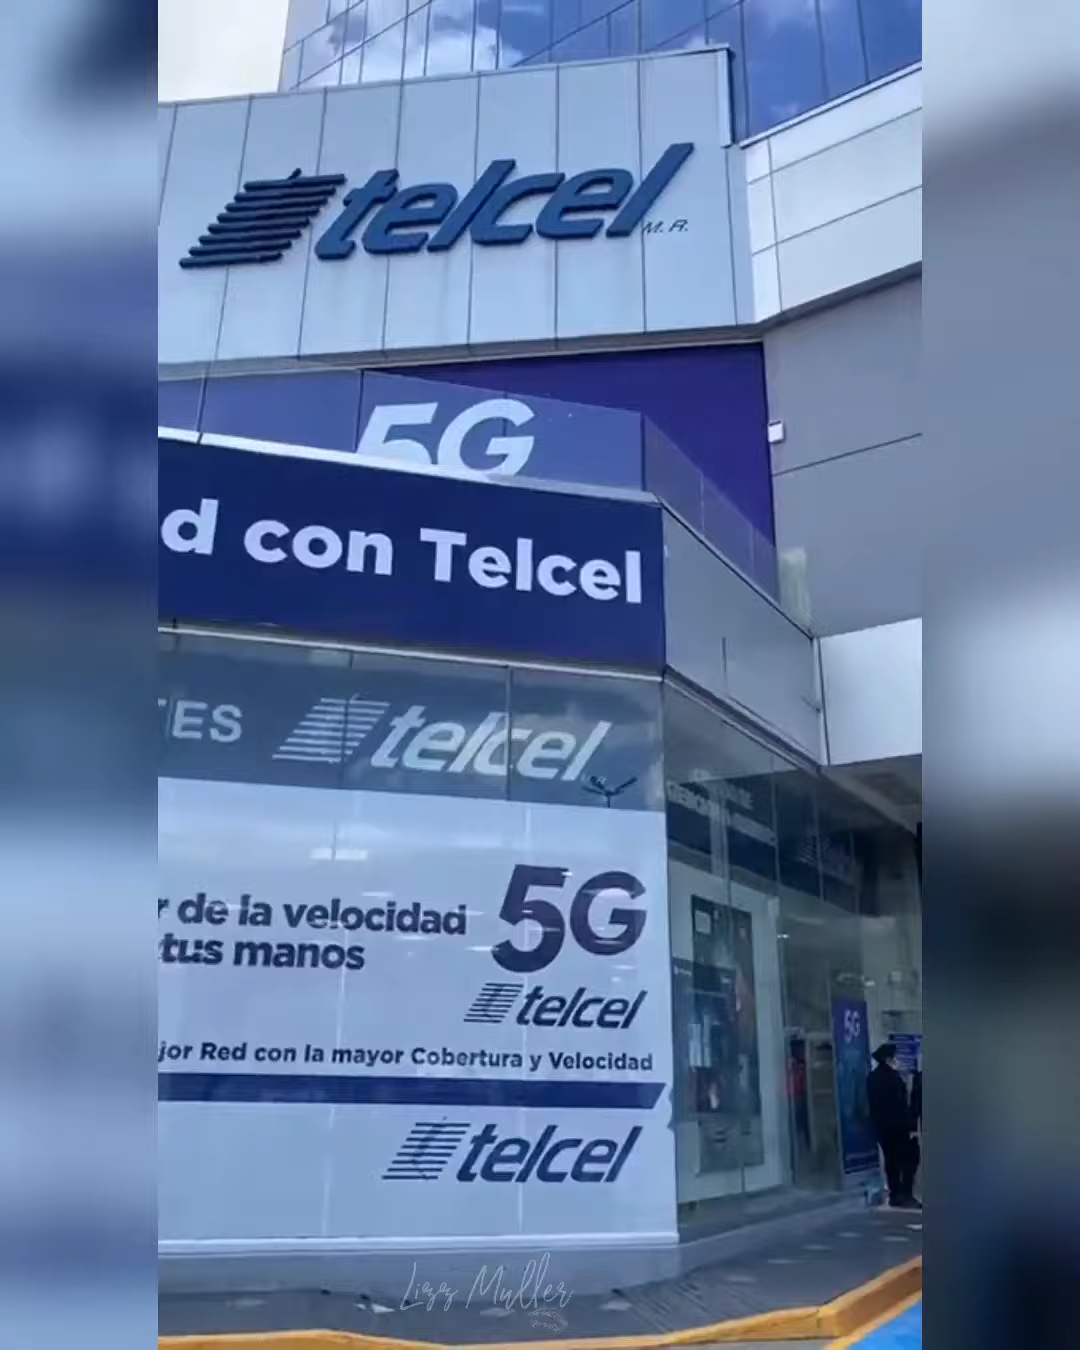 telcel
M. R.
5G
d con Telcel
ES telcel
de la velocidad
tus manos
5G
telcel
jor Red con la mayor Cobertura y Velocidad
telcel
5G
Lizz Muller